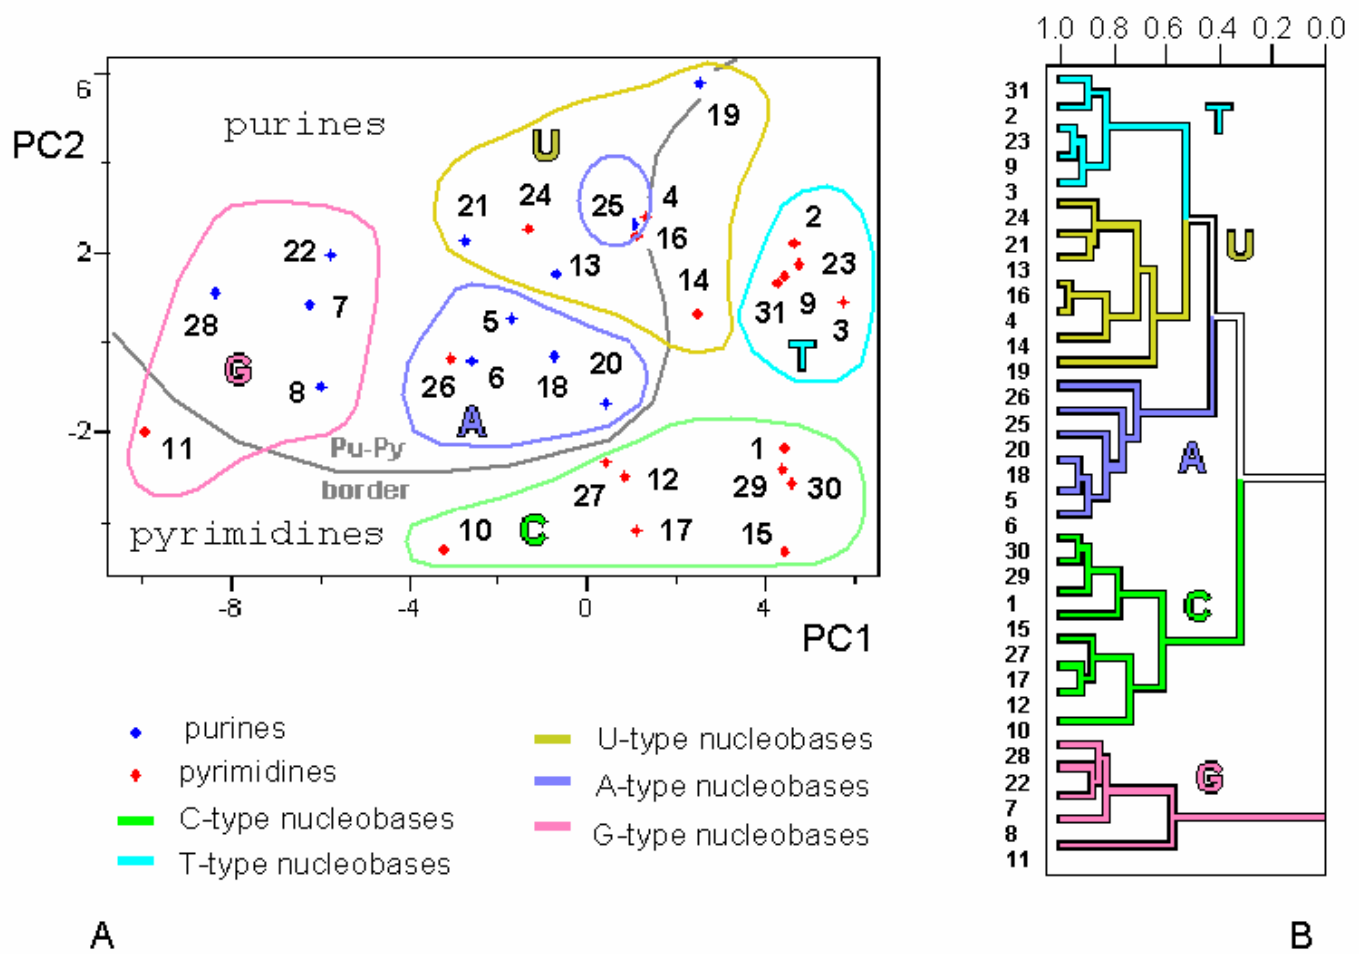 1.0 0.8 0.6 0.4 0.2 0.0
PC2
6
2
-2
purines
U
19
21
24
25
4
16
13
14
2
23
31
9
3
T
22
28
7
G
8
11
5
26
6
18
20
A
Pu-Py
border
pyrimidines
10
C
27
12
17
1
29
30
15
-8 -4 0 4
PC1
purines
pyrimidines
C-type nucleobases
T-type nucleobases
U-type nucleobases
A-type nucleobases
G-type nucleobases
A
31
2
23
9
3
24
21
13
16
4
14
19
26
25
20
18
5
6
30
29
1
15
27
17
12
10
28
22
7
8
11
T
U
A
C
G
B